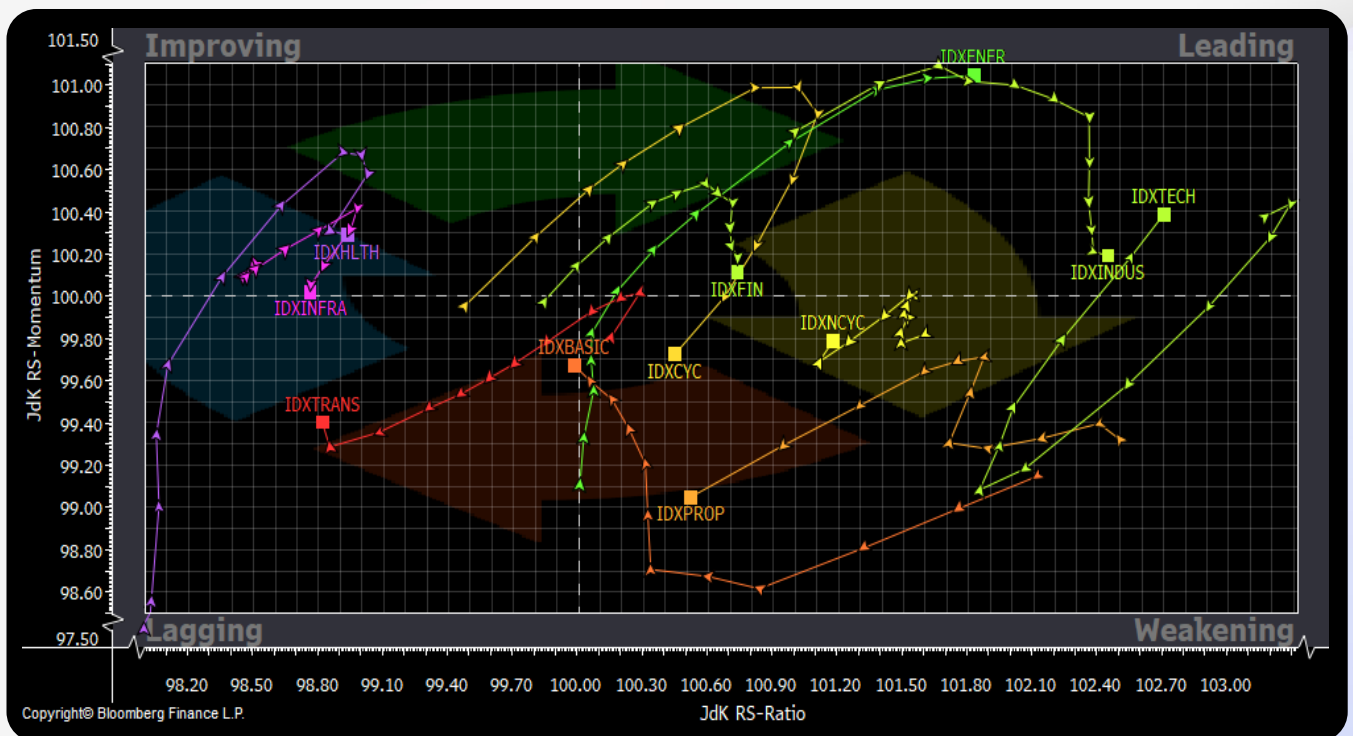 Improving
Leading
Lagging
Weakening
JdK RS-Momentum
101.50
101.00
100.80
100.60
100.40
100.20
100.00
99.80
99.60
99.40
99.20
99.00
98.80
98.60
97.50
IDXENER
IDXTECH
IDXHLTH
IDXINDUS
IDXINFRA
IDXFIN
IDXNCYC
IDXBASIC
IDXCYC
IDXTRANS
IDXPROP
98.20 98.50 98.80 99.10 99.40 99.70 100.00 100.30 100.60 100.90 101.20 101.50 101.80 102.10 102.40 102.70 103.00
Copyright© Bloomberg Finance L.P.
JdK RS-Ratio